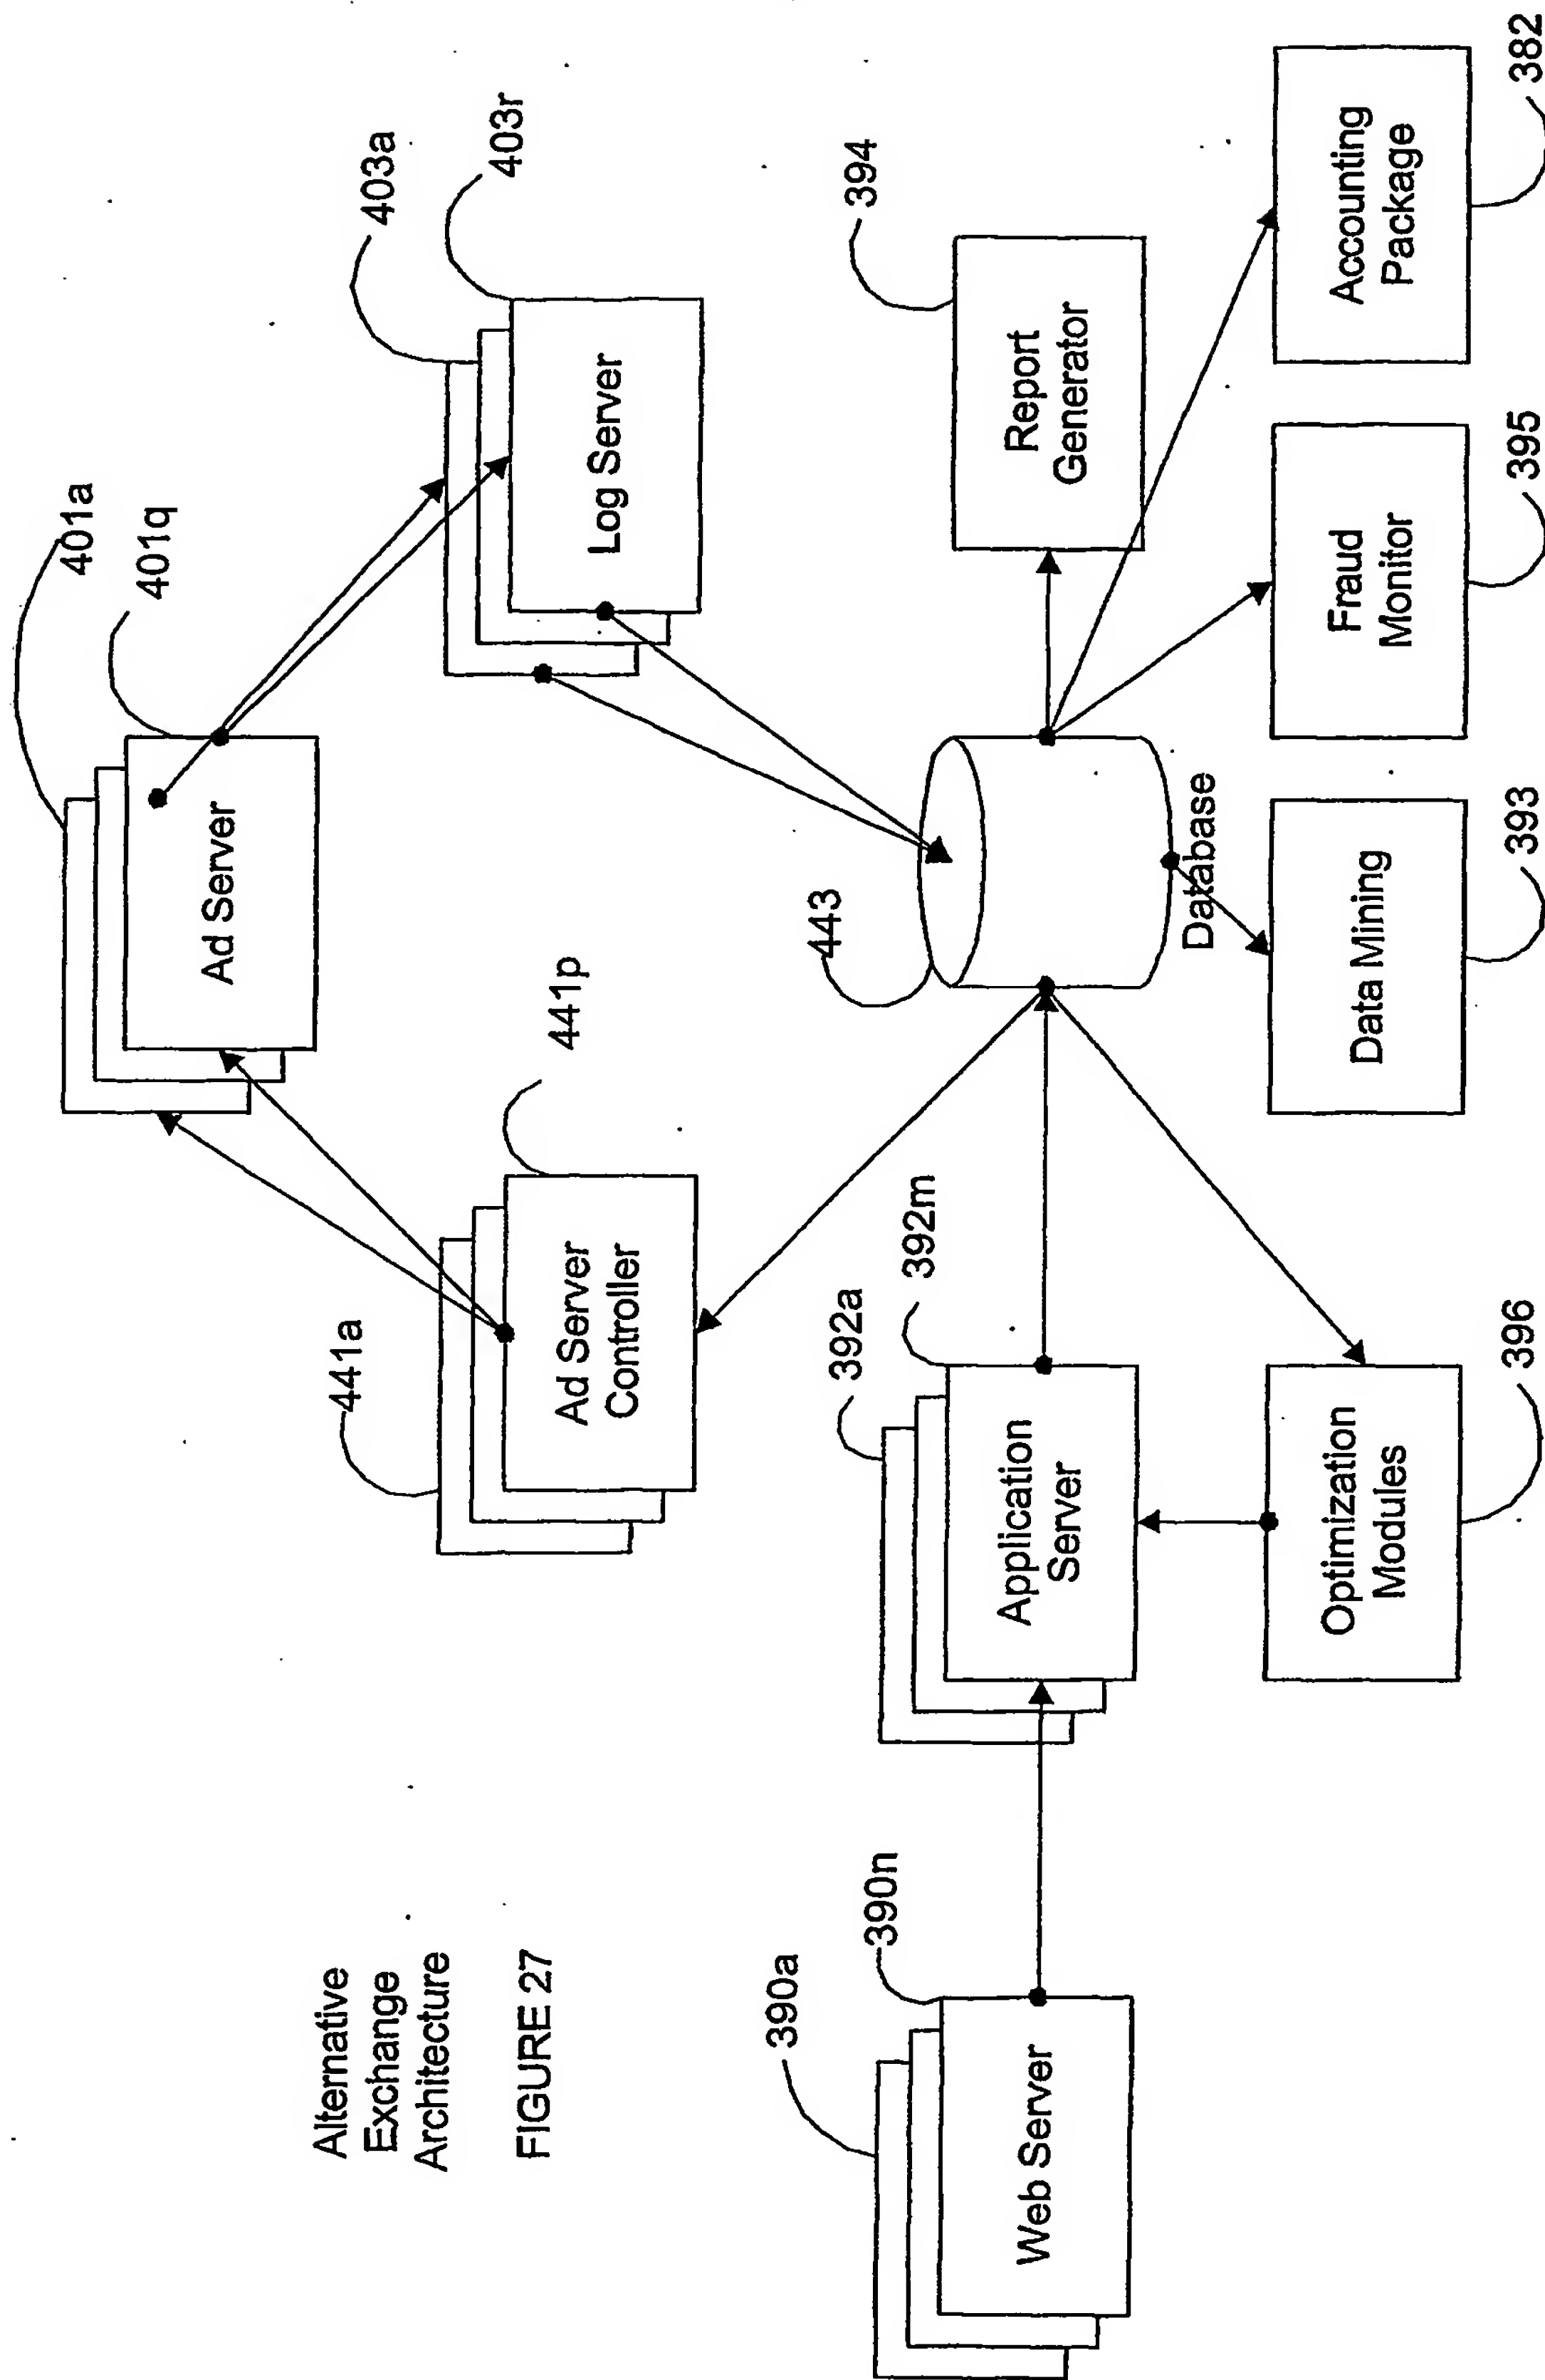 Alternative
Exchange
Architecture
FIGURE 27
401a
401q
Ad Server
403a
403r
Log Server
441a
441p
Ad Server
Controller
443
Database
394
Report
Generator
390a
390n
Web Server
392a
392m
Application
Server
Optimization
Modules
396
Data Mining
393
Fraud
Monitor
395
Accounting
Package
382